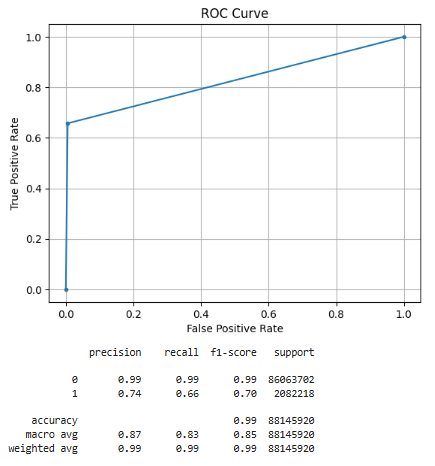 ROC Curve
1.0
0.8
0.6
0.4
0.2
0.0
True Positive Rate
0.0 0.2 0.4 0.6 0.8 1.0
False Positive Rate
precision recall f1-score support
0 0.99 0.99 0.99 86063702
1 0.74 0.66 0.70 2082218
accuracy 0.99 88145920
macro avg 0.87 0.83 0.85 88145920
weighted avg 0.99 0.99 0.99 88145920